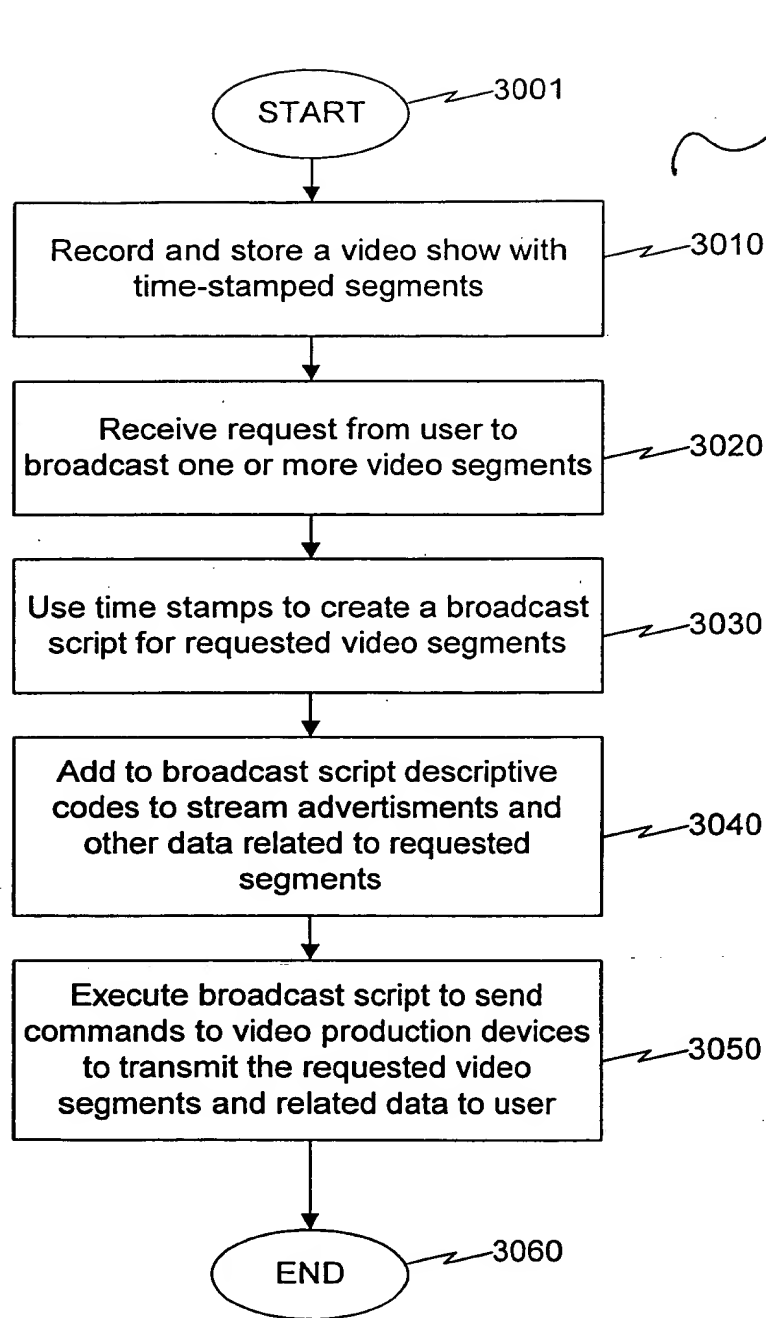 START
3001
Record and store a video show with
time-stamped segments
3010
Receive request from user to
broadcast one or more video segments
3020
Use time stamps to create a broadcast
script for requested video segments
3030
Add to broadcast script descriptive
codes to stream advertisments and
other data related to requested
segments
3040
Execute broadcast script to send
commands to video production devices
to transmit the requested video
segments and related data to user
3050
END
3060